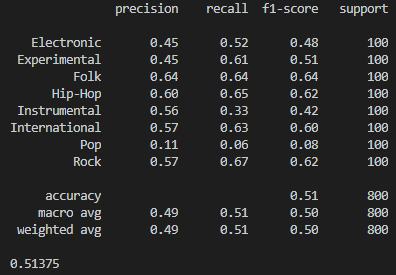 precision recall f1-score support
Electronic 0.45 0.52 0.48 100
Experimental 0.45 0.61 0.51 100
Folk 0.64 0.64 0.64 100
Hip-Hop 0.60 0.65 0.62 100
Instrumental 0.56 0.33 0.42 100
International 0.57 0.63 0.60 100
Pop 0.11 0.06 0.08 100
Rock 0.57 0.67 0.62 100
accuracy 0.51 800
macro avg 0.49 0.51 0.50 800
weighted avg 0.49 0.51 0.50 800
0.51375